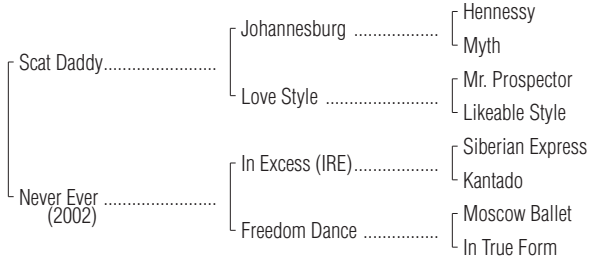 Hennessy
Johannesburg ..................
Myth
Scat Daddy........................
Mr. Prospector
Love Style ........................
Likeable Style
Siberian Express
In Excess (IRE)..................
Kantado
Never Ever ........................
(2002)
Moscow Ballet
Freedom Dance ................
In True Form